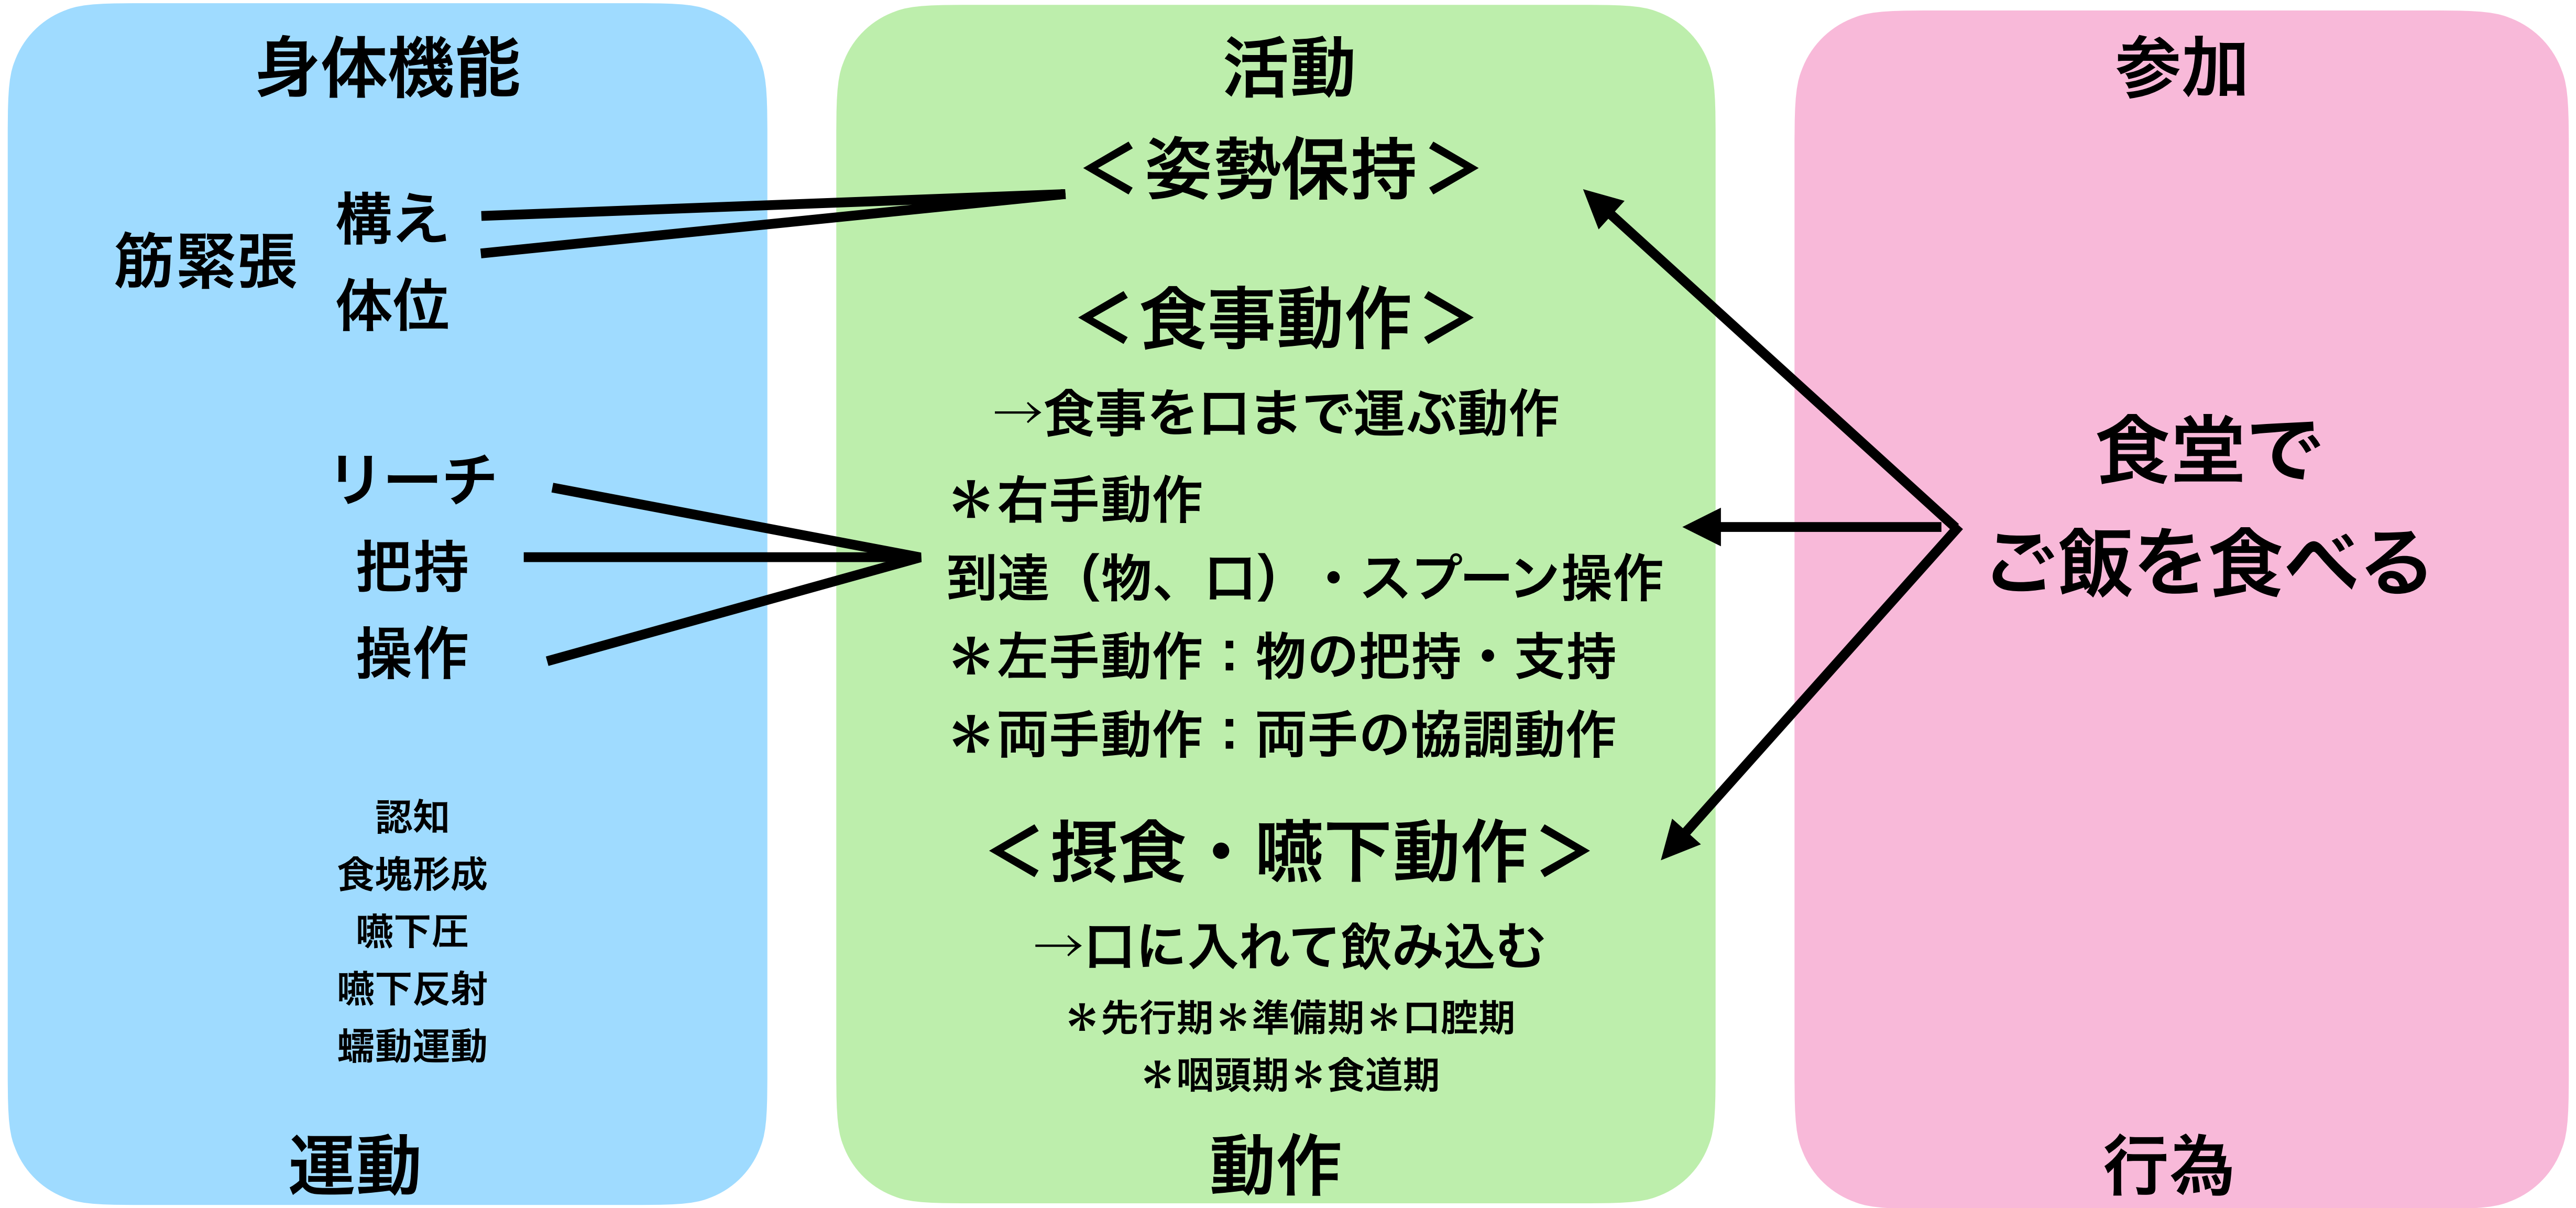 身体機能
筋緊張
構え
体位
リーチ
把持
操作
認知
食塊形成
嚥下圧
嚥下反射
蠕動運動
運動
活動
＜姿勢保持＞
＜食事動作＞
→食事を口まで運ぶ動作
＊右手動作
到達（物、口）・スプーン操作
＊左手動作：物の把持・支持
＊両手動作：両手の協調動作
＜摂食・嚥下動作＞
→口に入れて飲み込む
＊先行期＊準備期＊口腔期
＊咽頭期＊食道期
動作
参加
食堂で
ご飯を食べる
行為